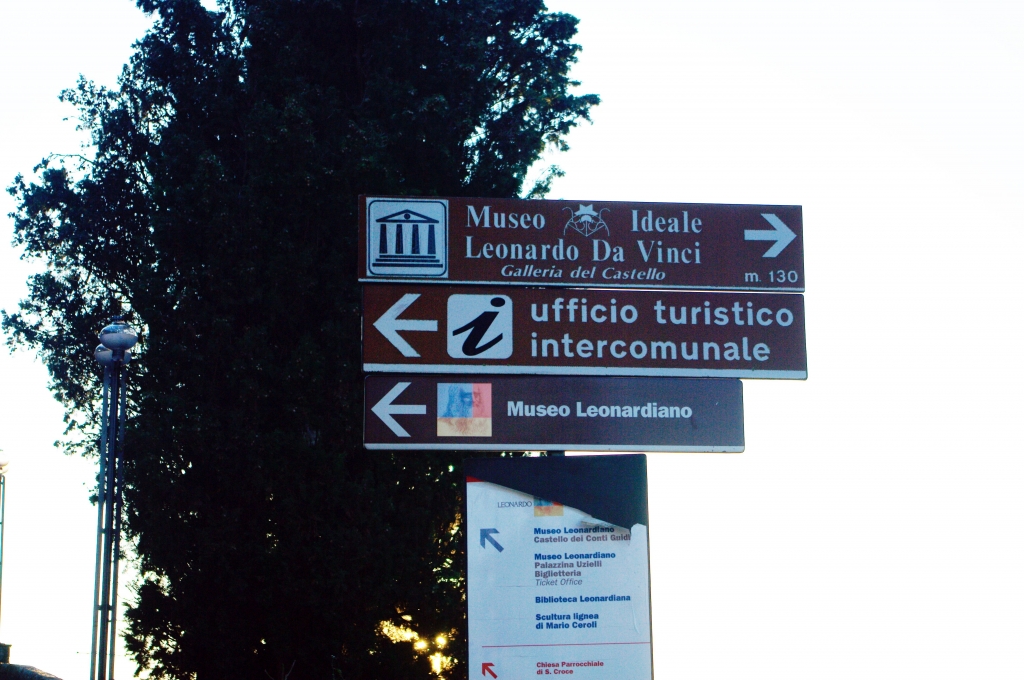 Museo Ideale
Leonardo Da Vinci
Galleria del Castello
m. 130
ufficio turistico
intercomunale
Museo Leonardiano
LEONARDO
Museo Leonardiano
Castello dei Conti Guidi
Museo Leonardiano
Palazzina Uzielli
Biglietteria
Ticket Office
Biblioteca Leonardiana
Scultura lignea
di Mario Ceroli
Chiesa Parrocchiale
di S. Croce